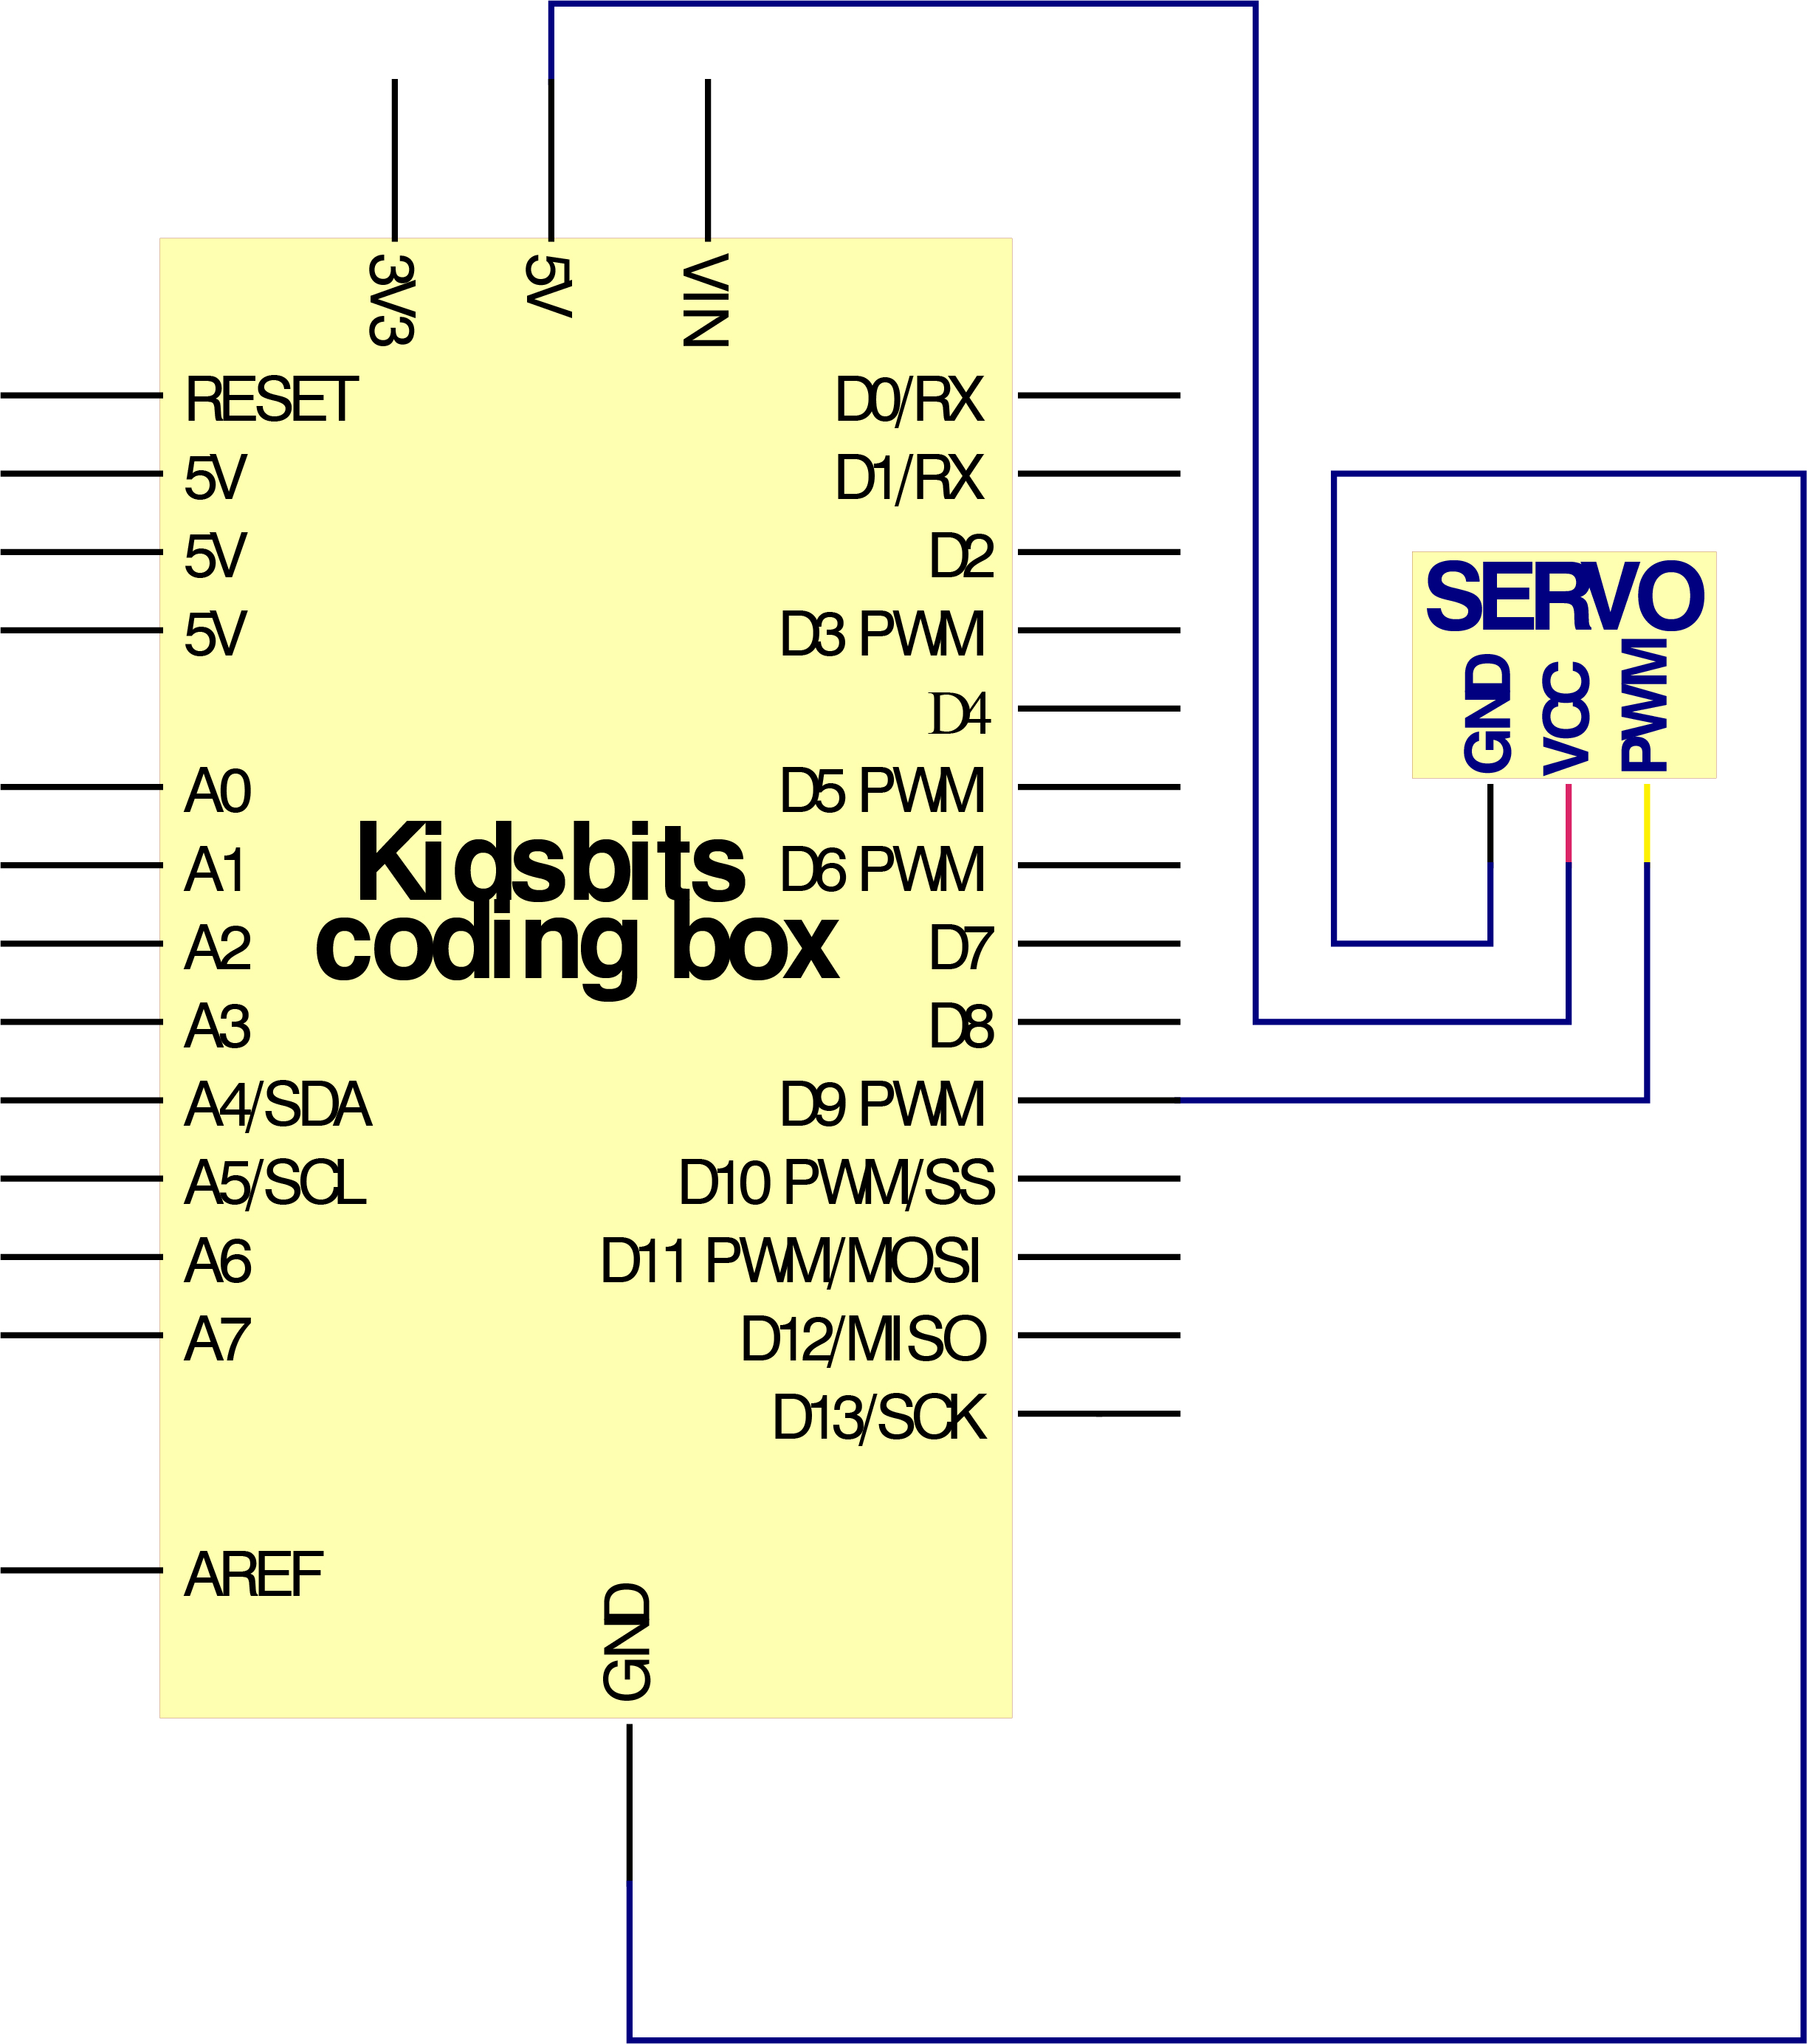 3V3
5V
VIN
RESET
D0/RX
5V
D1/RX
5V
D2
5V
D3 PWM
D4
A0
D5 PWM
A1
D6 PWM
A2
D7
A3
D8
A4/SDA
D9 PWM
A5/SCL
D10 PWM/SS
A6
D11 PWM/MOSI
A7
D12/MISO
D13/SCK
AREF
GND
Kidsbits
coding box
SERVO
GND
VCC
PWM